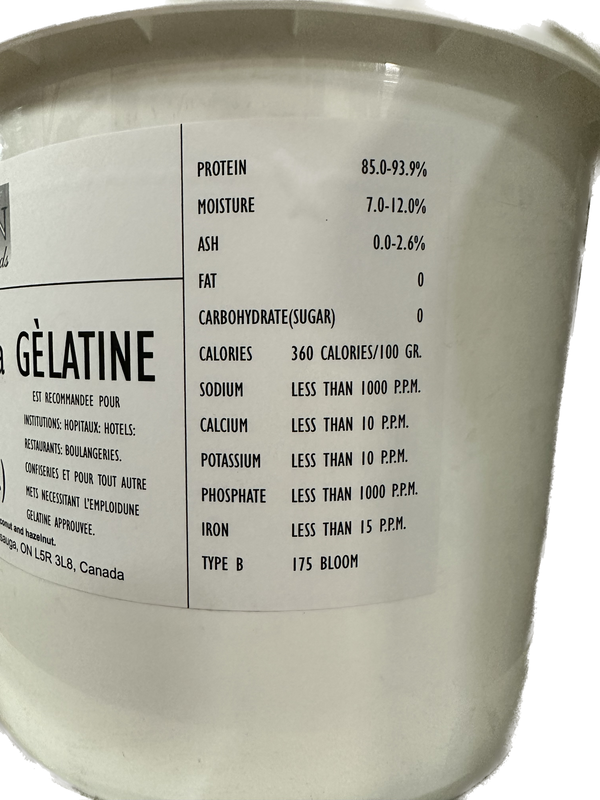 GÈLATINE
EST RECOMMANDEE POUR
INSTITUTIONS: HOPITAUX: HOTELS:
RESTAURANTS: BOULANGERIES.
CONFISERIES ET POUR TOUT AUTRE
METS NECESSITANT L'EMPLOIDUNE
GELATINE APPROUVEE.
and hazelnut.
ON L5R 3L8, Canada
PROTEIN 85.0-93.9%
MOISTURE 7.0-12.0%
ASH 0.0-2.6%
FAT 0
CARBOHYDRATE(SUGAR) 0
CALORIES 360 CALORIES/100 GR.
SODIUM LESS THAN 1000 P.P.M.
CALCIUM LESS THAN 10 P.P.M.
POTASSIUM LESS THAN 10 P.P.M.
PHOSPHATE LESS THAN 1000 P.P.M.
IRON LESS THAN 15 P.P.M.
TYPE B 175 BLOOM